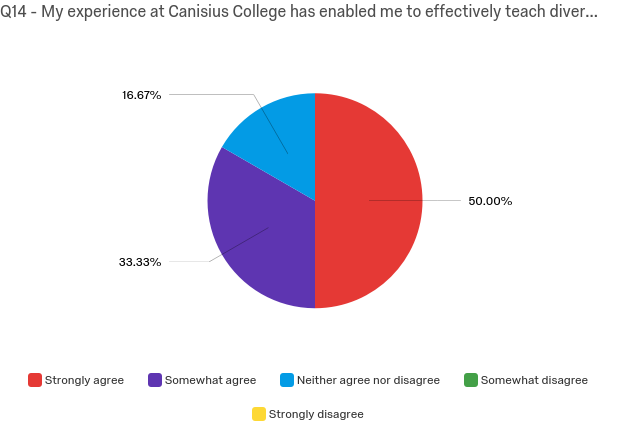 Q14 - My experience at Canisius College has enabled me to effectively teach diver...
16.67%
50.00%
33.33%
Strongly agree Somewhat agree Neither agree nor disagree Somewhat disagree
Strongly disagree